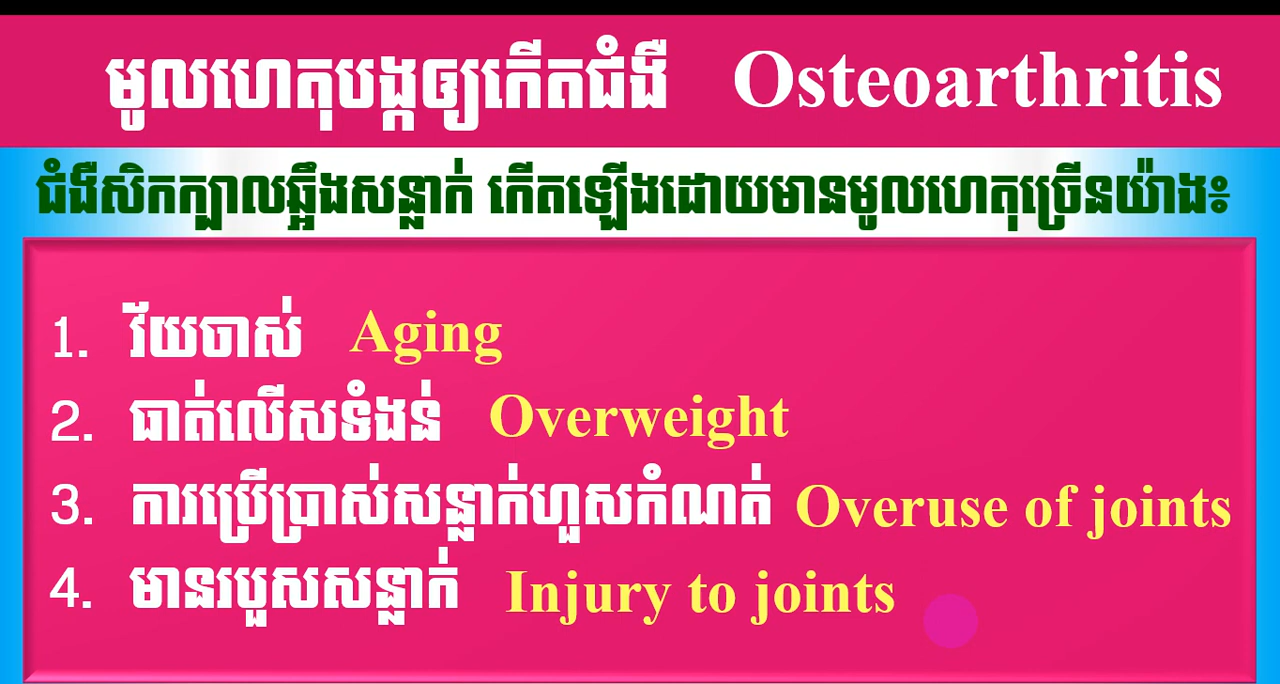 មូលហេតុបង្កឲ្យកើតជំងឺ Osteoarthritis
ជំងឺសិកក្បាលឆ្អឹងសន្លាក់ កើតឡើងដោយមានមូលហេតុច្រើនយ៉ាង៖
1. វ័យចាស់ Aging
2. ធាត់លើសទំងន់ Overweight
3. ការប្រើប្រាស់សន្លាក់ហួសកំណត់ Overuse of joints
4. មានរបួសសន្លាក់ Injury to joints